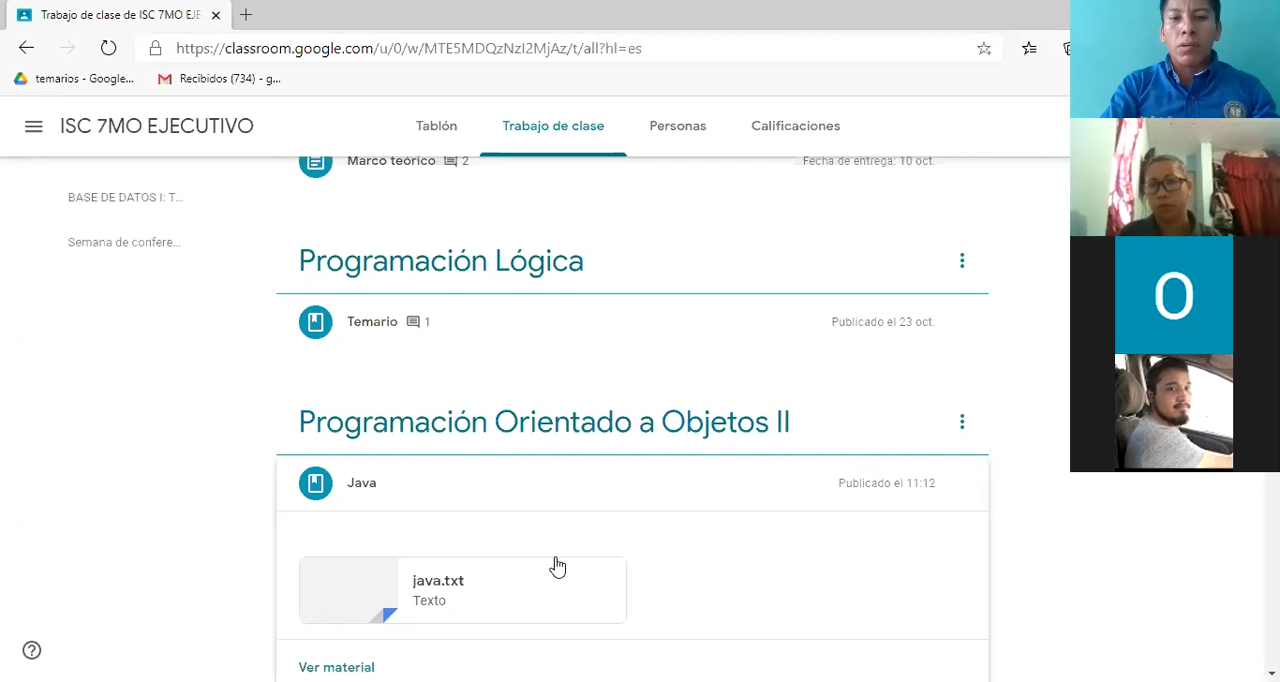 Trabajo de clase de ISC 7MO EJE
https://classroom.google.com/u/0/w/MTE5MDQzNzI2MjAz/t/all?hl=es
temarios - Google...
Recibidos (734) - g...
ISC 7MO EJECUTIVO
Tablón
Trabajo de clase
Personas
Calificaciones
Marco teórico 2
Fecha de entrega: 10 oct.
BASE DE DATOS I: T...
Semana de confere...
Programación Lógica
Temario 1
Publicado el 23 oct.
Programación Orientado a Objetos II
Java
Publicado el 11:12
java.txt
Texto
Ver material
O